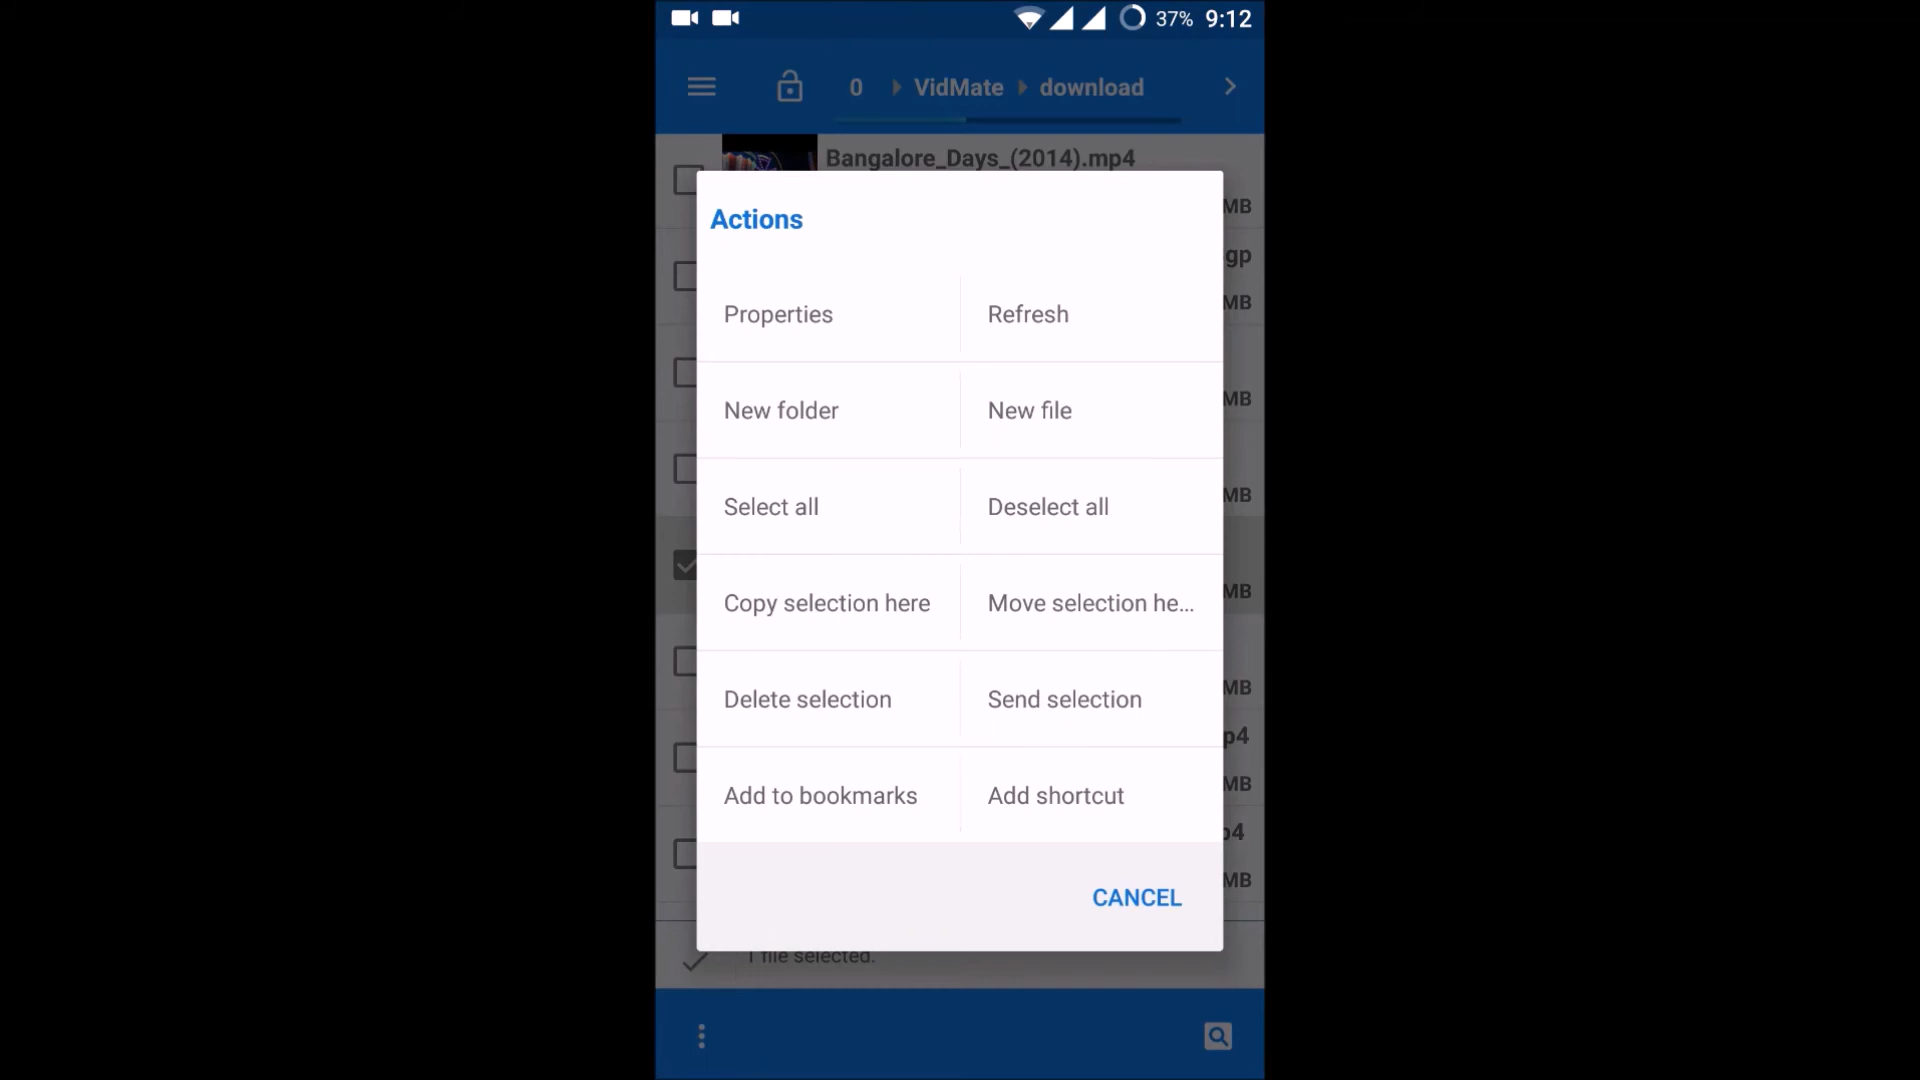 37% 9:12
0 VidMate download
Bangalore_Days_(2014).mp4
MB
Actions
gp
Properties Refresh
MB
New folder New file
MB
Select all Deselect all
MB
Copy selection here Move selection he...
MB
Delete selection Send selection
MB
p4
Add to bookmarks Add shortcut
MB
p4
MB
CANCEL
1 file selected.